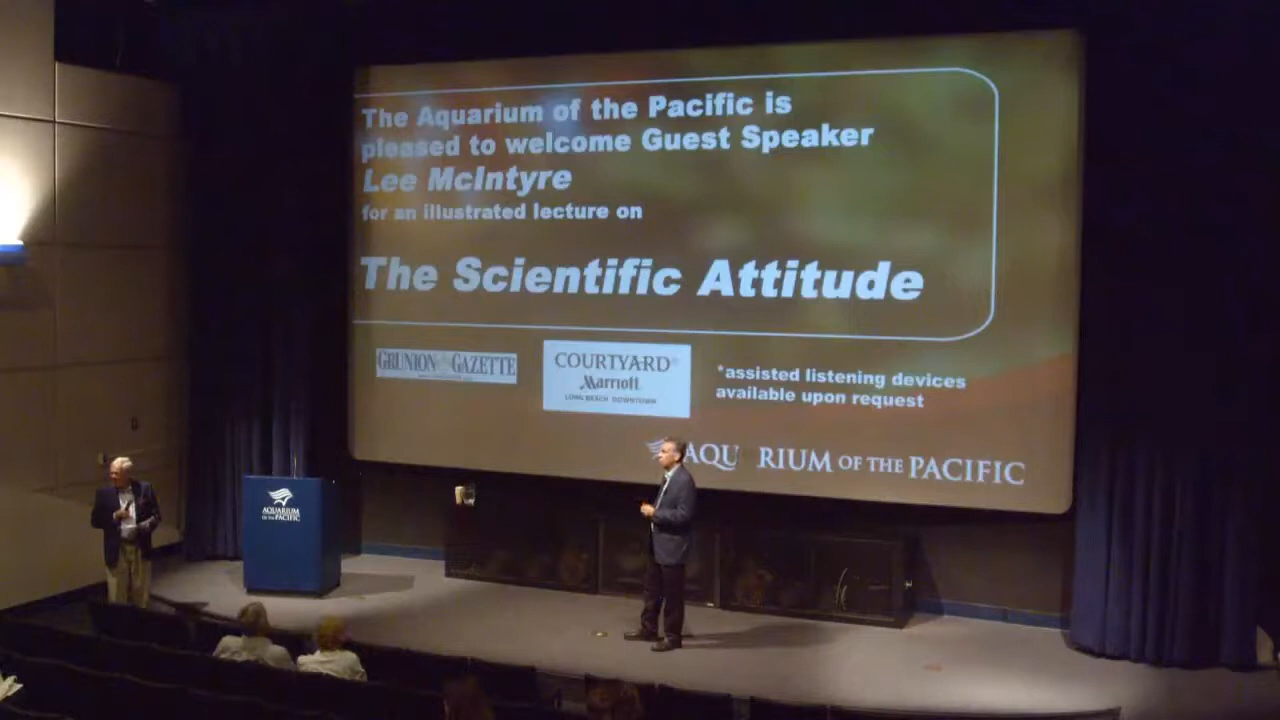 The Aquarium of the Pacific is
pleased to welcome Guest Speaker
Lee McIntyre
for an illustrated lecture on
The Scientific Attitude
GRUNION GAZETTE
COURTYARD®
Marriott
LONG BEACH DOWNTOWN
*assisted listening devices
available upon request
AQU RIUM OF THE PACIFIC
AQUARIUM
OF THE PACIFIC